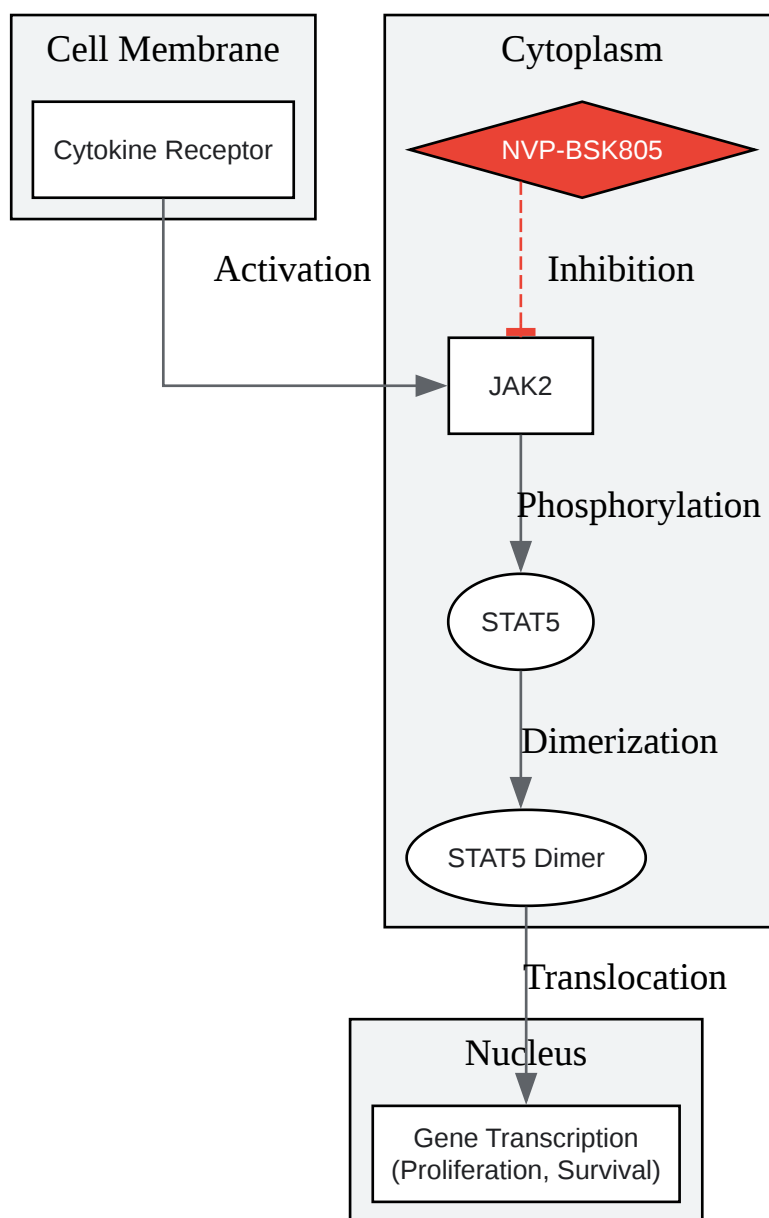 Cell Membrane
Cytokine Receptor
Cytoplasm
NVP-BSK805
Activation
Inhibition
JAK2
Phosphorylation
STAT5
Dimerization
STAT5 Dimer
Translocation
Nucleus
Gene Transcription
(Proliferation, Survival)